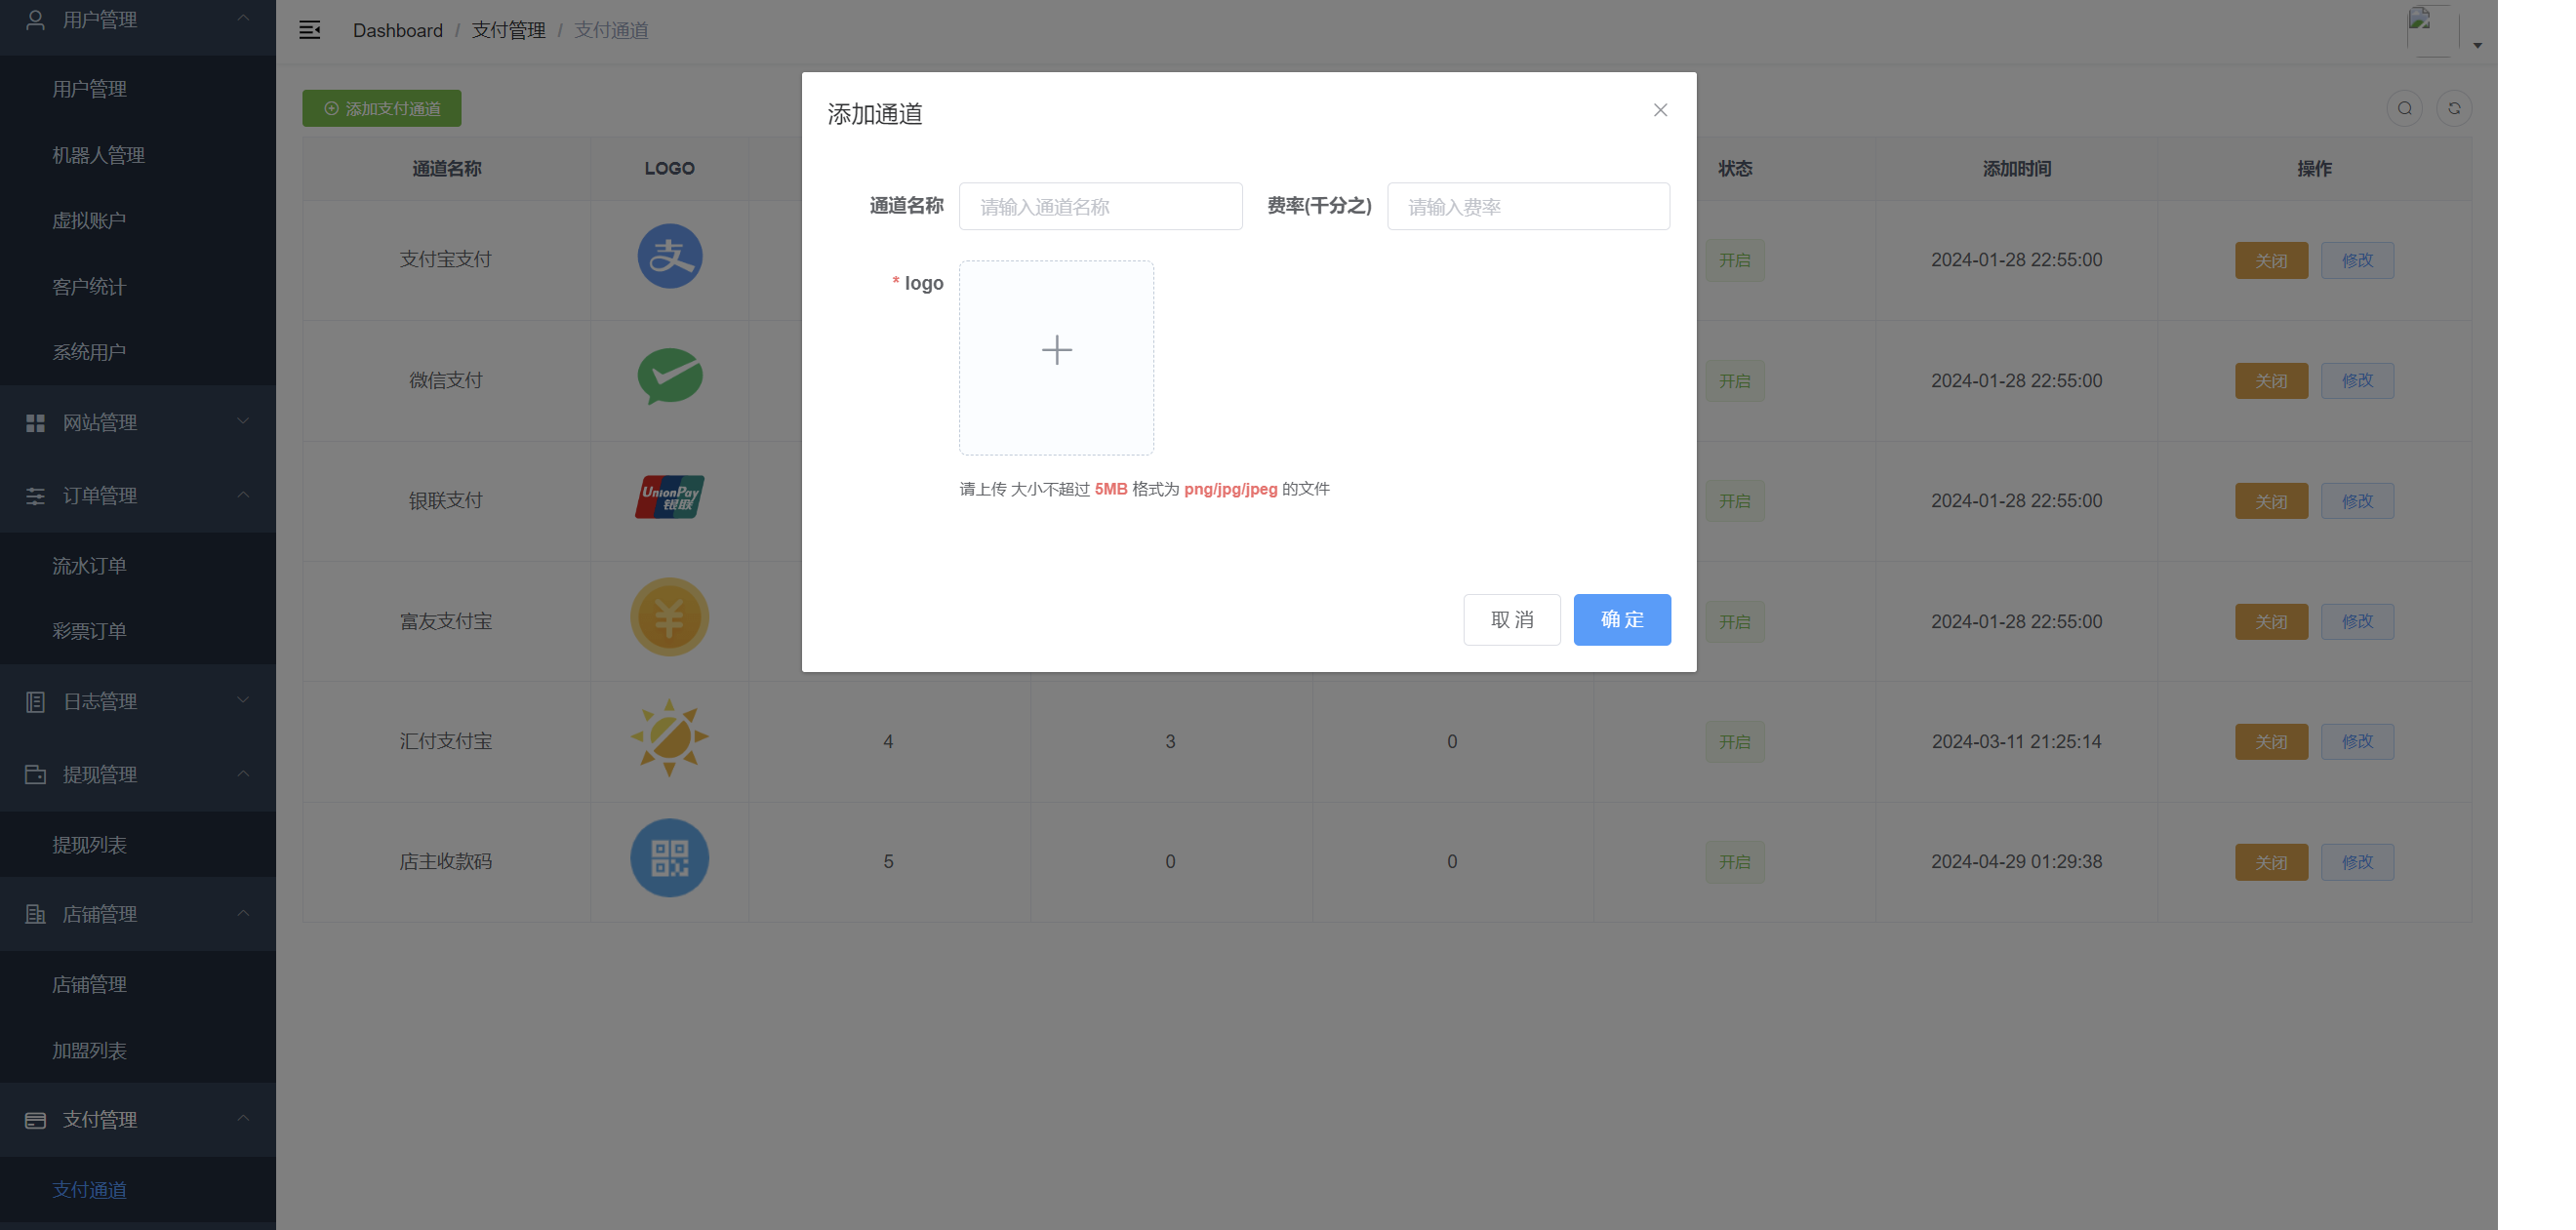 用户管理
用户管理
机器人管理
虚拟账户
客户统计
系统用户
网站管理
订单管理
流水订单
彩票订单
日志管理
提现管理
提现列表
店铺管理
店铺管理
加盟列表
支付管理
支付通道
Dashboard / 支付管理 / 支付通道
添加支付通道
通道名称 LOGO 状态 添加时间 操作
支付宝支付 支 开启 2024-01-28 22:55:00 关闭 修改
微信支付 开启 2024-01-28 22:55:00 关闭 修改
银联支付 UnionPay 银联 开启 2024-01-28 22:55:00 关闭 修改
富友支付宝 ¥ 开启 2024-01-28 22:55:00 关闭 修改
汇付支付宝 4 3 0 开启 2024-03-11 21:25:14 关闭 修改
店主收款码 5 0 0 开启 2024-04-29 01:29:38 关闭 修改
添加通道
通道名称 请输入通道名称 费率(千分之) 请输入费率
* logo
请上传 大小不超过 5MB 格式为 png/jpg/jpeg 的文件
取 消 确 定